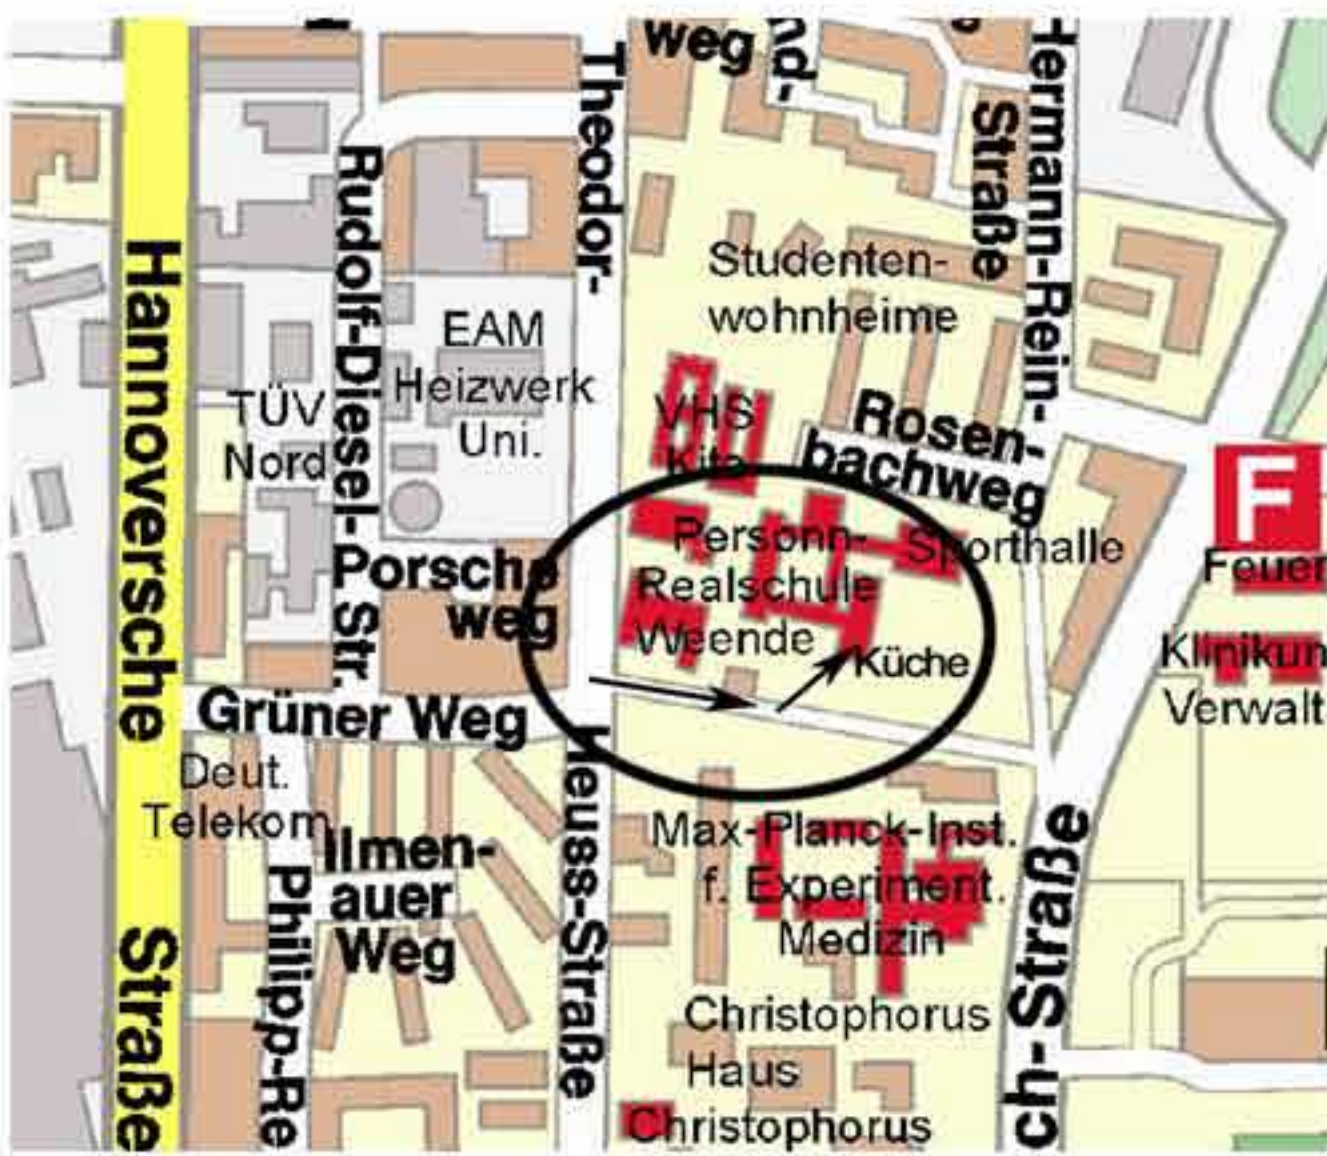 weg
nd-
Hermann-Rein-
Straße
Theodor-
Rudolf-Diesel-
Str.
Hannoversche
Straße
Studenten-
wohnheime
EAM
Heizwerk
Uni.
TÜV
Nord
VHS
Kita
Rosen-
bachweg
Personn-
Realschule
Weende
Sporthalle
Küche
F
Feuer
Klinikun
Verwalt
Porsche
weg
Grüner Weg
Deut.
Telekom
Ilmen-
auer
Weg
Philipp-Re
Heuss-Straße
Max-Planck-Inst.
f. Experiment.
Medizin
Christophorus
Haus
Christophorus
ch-Straße